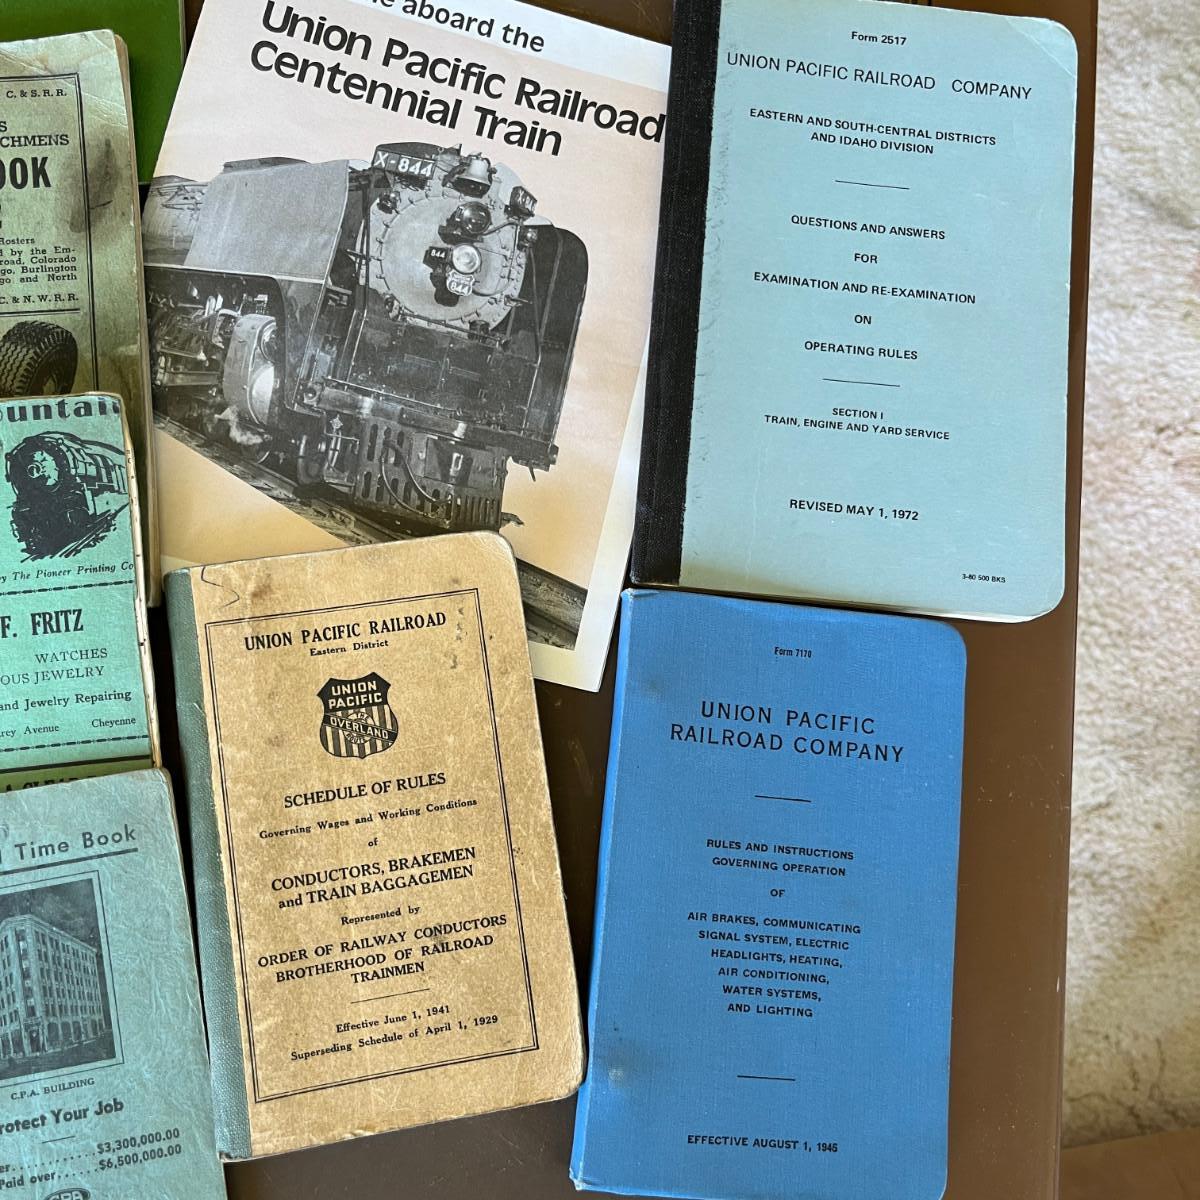 C. & S. R. R.
CHMENS
OOK
Rosters
d by the Em-
road, Colorado
go, Burlington
go and North
C. & N. W. R. R.
ountain
by The Pioneer Printing Co
F. FRITZ
WATCHES
OUS JEWELRY
and Jewelry Repairing
rey Avenue Cheyenne
Time Book
C.P.A. BUILDING
rotect Your Job
er............$3,300,000.00
Paid over......$6,500,000.00
aboard the
Union Pacific Railroad
Centennial Train
X-844
844
844
UNION PACIFIC RAILROAD
Eastern District
UNION
PACIFIC
OVERLAND
SCHEDULE OF RULES
Governing Wages and Working Conditions
of
CONDUCTORS, BRAKEMEN
and TRAIN BAGGAGEMEN
Represented by
ORDER OF RAILWAY CONDUCTORS
BROTHERHOOD OF RAILROAD
TRAINMEN
Effective June 1, 1941
Superseding Schedule of April 1, 1929
Form 2517
UNION PACIFIC RAILROAD COMPANY
EASTERN AND SOUTH-CENTRAL DISTRICTS
AND IDAHO DIVISION
QUESTIONS AND ANSWERS
FOR
EXAMINATION AND RE-EXAMINATION
ON
OPERATING RULES
SECTION I
TRAIN, ENGINE AND YARD SERVICE
REVISED MAY 1, 1972
3-80 500 BKS
Form 7170
UNION PACIFIC
RAILROAD COMPANY
RULES AND INSTRUCTIONS
GOVERNING OPERATION
OF
AIR BRAKES, COMMUNICATING
SIGNAL SYSTEM, ELECTRIC
HEADLIGHTS, HEATING,
AIR CONDITIONING,
WATER SYSTEMS,
AND LIGHTING
EFFECTIVE AUGUST 1, 1945